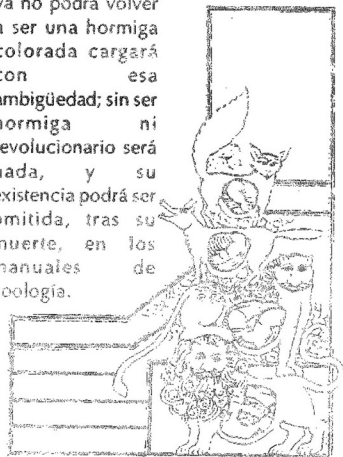 ya no podrá volver
a ser una hormiga
colorada cargará
con esa
ambigüedad; sin ser
hormiga ni
revolucionario será
nada, y su
existencia podrá ser
omitida, tras su
muerte, en los
manuales de
zoología.